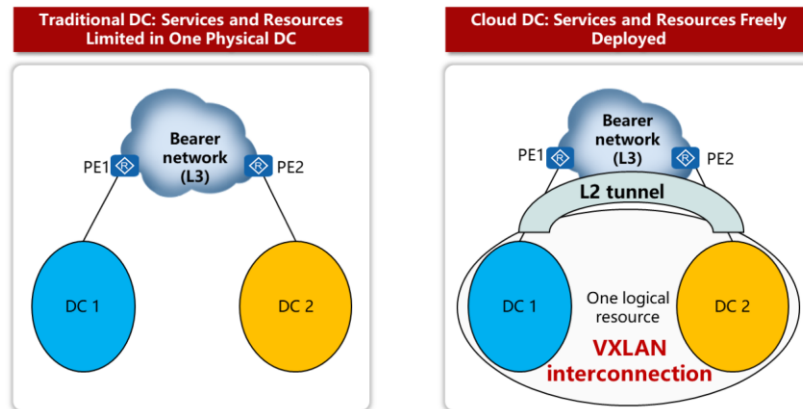 Traditional DC: Services and Resources
Limited in One Physical DC
Bearer
network
(L3)
PE1
R
R
PE2
DC 1
DC 2
Cloud DC: Services and Resources Freely
Deployed
Bearer
network
(L3)
PE1
R
R
PE2
L2 tunnel
DC 1
One logical
resource
DC 2
VXLAN
interconnection